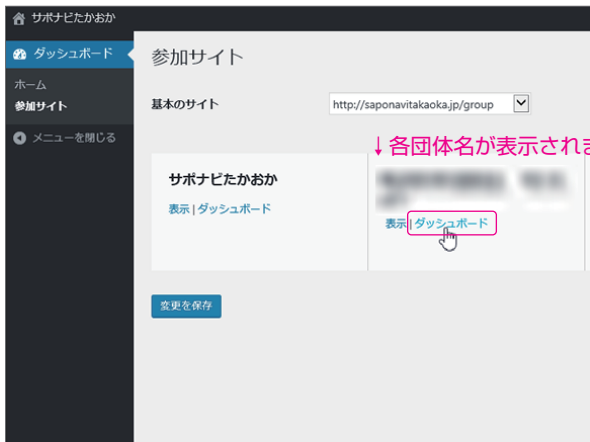 サポナビたかおか
ダッシュボード
ホーム
参加サイト
メニューを閉じる
参加サイト
基本のサイト
http://saponavitakaoka.jp/group
↓各団体名が表示されま
サポナビたかおか
表示 | ダッシュボード
表示 | ダッシュボード
変更を保存